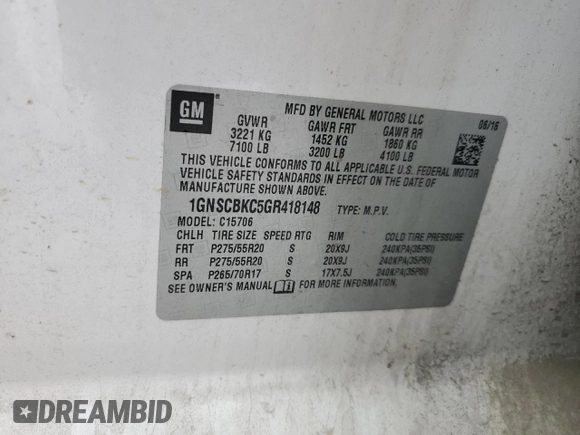 GM
MFD BY GENERAL MOTORS LLC
06/16
GVWR GAWR FRT GAWR RR
3221 KG 1452 KG 1860 KG
7100 LB 3200 LB 4100 LB
THIS VEHICLE CONFORMS TO ALL APPLICABLE U.S. FEDERAL MOTOR
VEHICLE SAFETY STANDARDS IN EFFECT ON THE DATE OF
MANUFACTURE SHOWN ABOVE.
1GNSCBKC5GR418148 TYPE: M.P.V.
MODEL: C15706
CHLH TIRE SIZE SPEED RTG RIM COLD TIRE PRESSURE
FRT P275/55R20 S 20X9J 240KPA(35PSI)
RR P275/55R20 S 20X9J 240KPA(35PSI)
SPA P265/70R17 S 17X7.5J 240KPA(35PSI)
SEE OWNER'S MANUAL FOR MORE INFORMATION.
DREAMBID